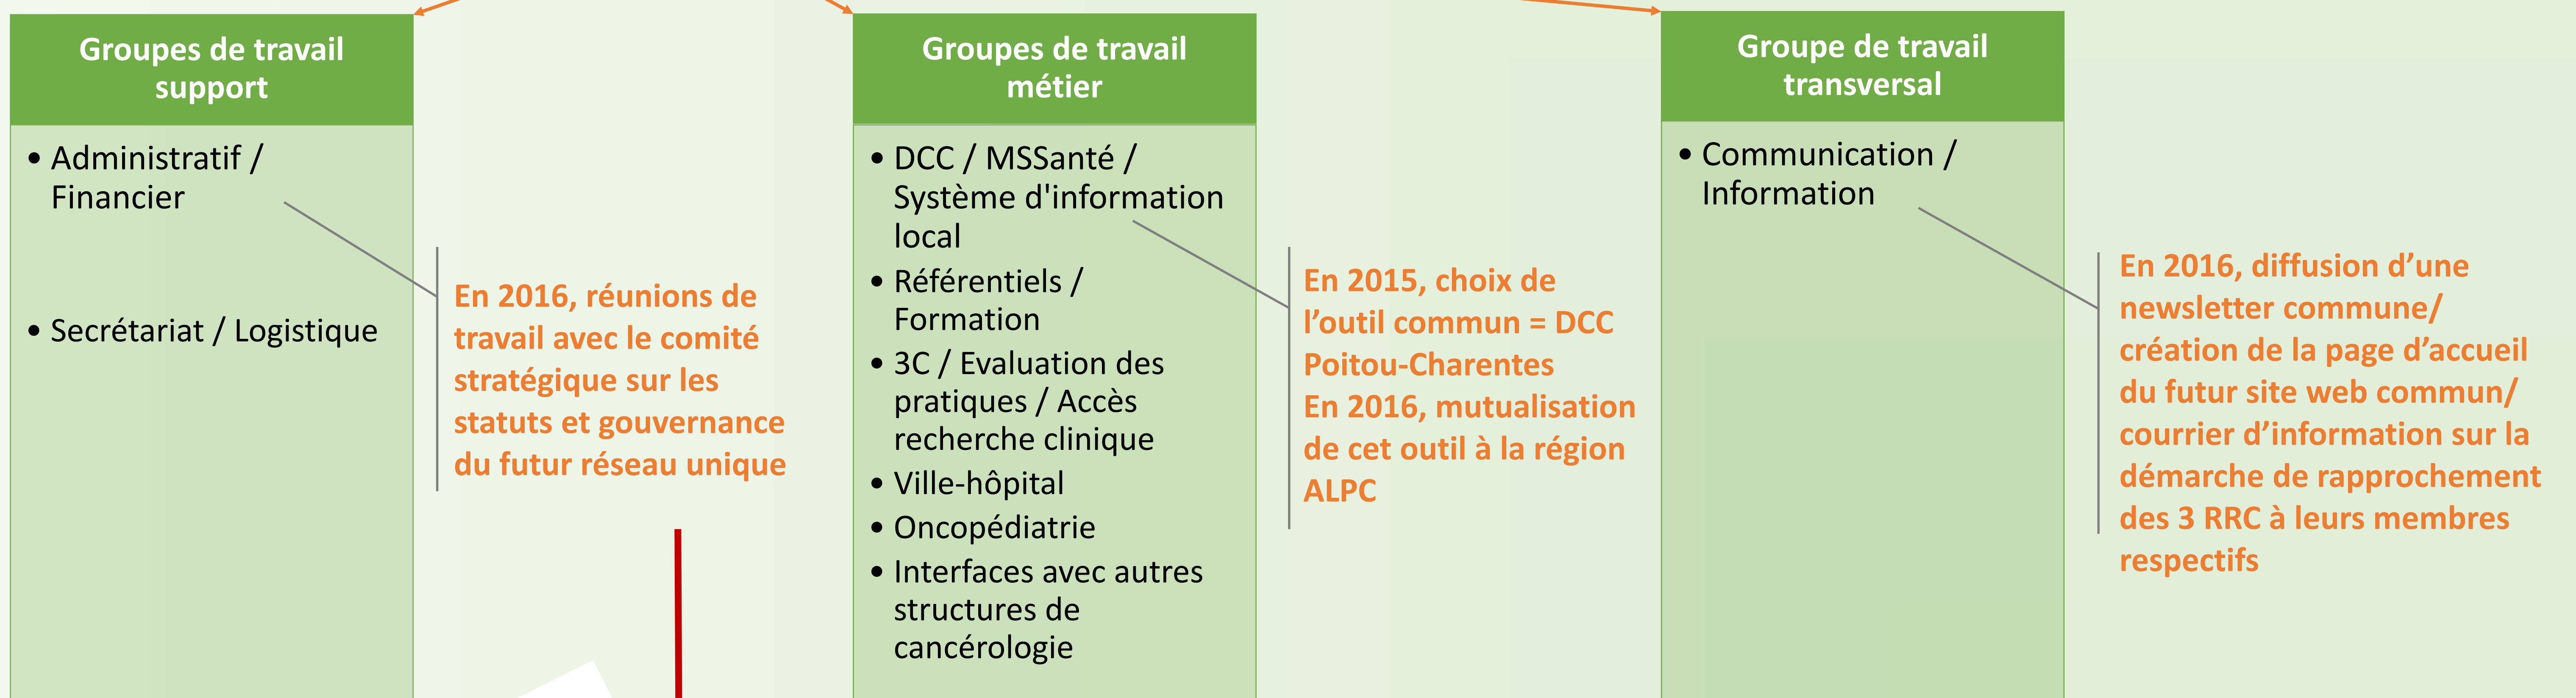 Groupes de travail
support
• Administratif /
Financier
• Secrétariat / Logistique
En 2016, réunions de
travail avec le comité
stratégique sur les
statuts et gouvernance
du futur réseau unique
Groupes de travail
métier
• DCC / MSSanté /
Système d'information
local
• Référentiels /
Formation
• 3C / Evaluation des
pratiques / Accès
recherche clinique
• Ville-hôpital
• Oncopédiatrie
• Interfaces avec autres
structures de
cancérologie
En 2015, choix de
l’outil commun = DCC
Poitou-Charentes
En 2016, mutualisation
de cet outil à la région
ALPC
Groupe de travail
transversal
• Communication /
Information
En 2016, diffusion d’une
newsletter commune/
création de la page d’accueil
du futur site web commun/
courrier d’information sur la
démarche de rapprochement
des 3 RRC à leurs membres
respectifs